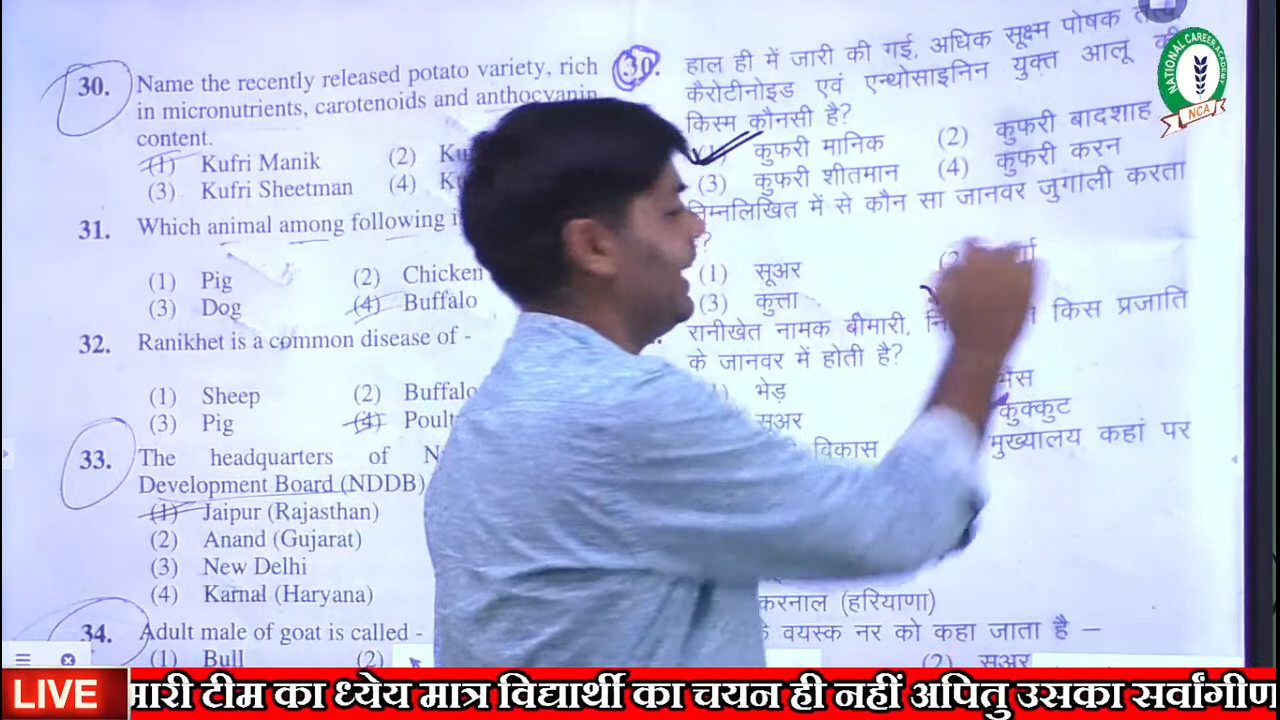 30. Name the recently released potato variety, rich
in micronutrients, carotenoids and anthocyanin
content.
(1) Kufri Manik (2)
(3) Kufri Sheetman (4)
31. Which animal among following
(1) Pig (2) Chicken
(3) Dog (4) Buffalo
32. Ranikhet is a common disease of -
(1) Sheep (2) Buffalo
(3) Pig (4)
33. The headquarters of
Development Board (NDDB)
(1) Jaipur (Rajasthan)
(2) Anand (Gujarat)
(3) New Delhi
(4) Karnal (Haryana)
34. Adult male of goat is called -
(1) Bull (2)
30. हाल ही में जारी की गई, अधिक सूक्ष्म पोषक तत्व
कैरोटीनोइड एवं एन्थोसाइनिन युक्त आलू की
किस्म कौनसी है?
(1) कुफरी मानिक (2) कुफरी बादशाह
(3) कुफरी शीतमान (4) कुफरी करन
निम्नलिखित में से कौन सा जानवर जुगाली करता
?
(1) सूअर
(3) कुत्ता
रानीखेत नामक बीमारी, किस प्रजाति
के जानवर में होती है?
भेड़ भैंस
सूअर कुक्कुट
विकास मुख्यालय कहां पर
करनाल (हरियाणा)
वयस्क नर को कहा जाता है –
(2) सूअर
NATIONAL CAREER ACADEMY
NCA
LIVE मारी टीम का ध्येय मात्र विद्यार्थी का चयन ही नहीं अपितु उसका सर्वांगीण